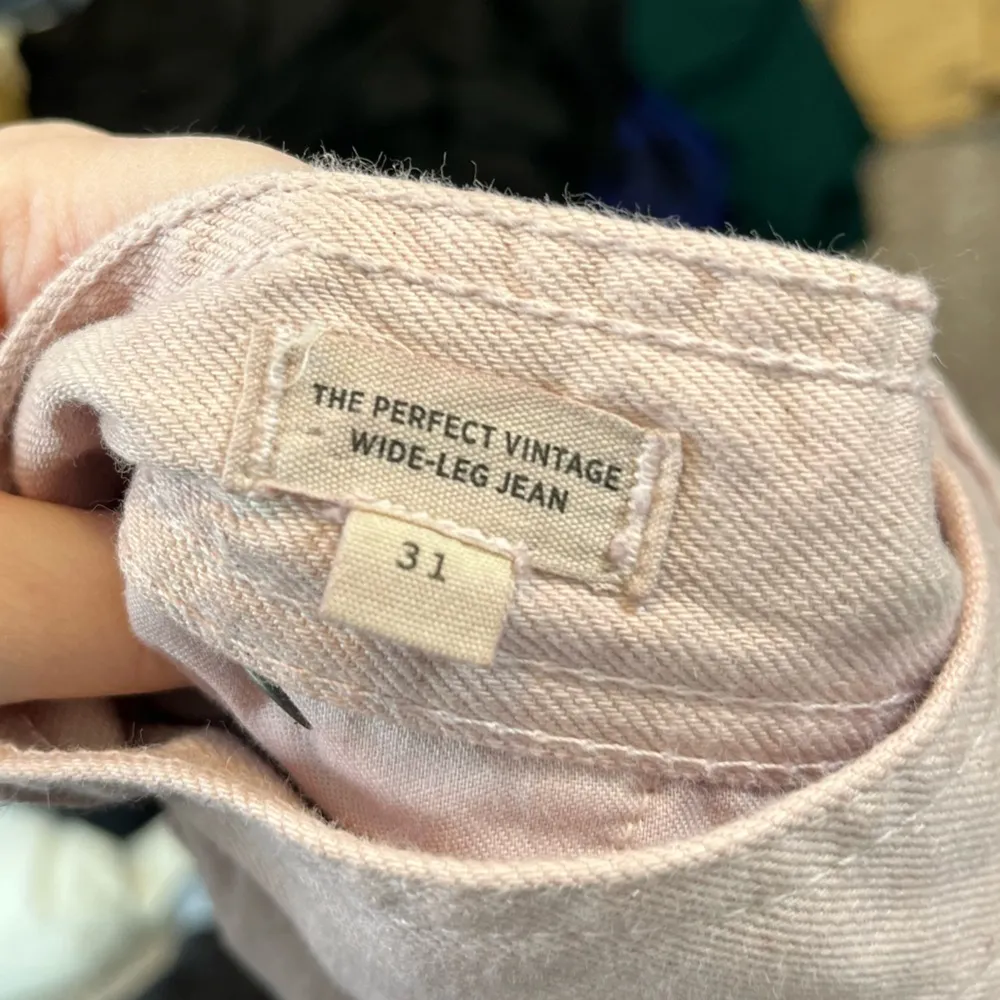 THE PERFECT VINTAGE
WIDE-LEG JEAN
31